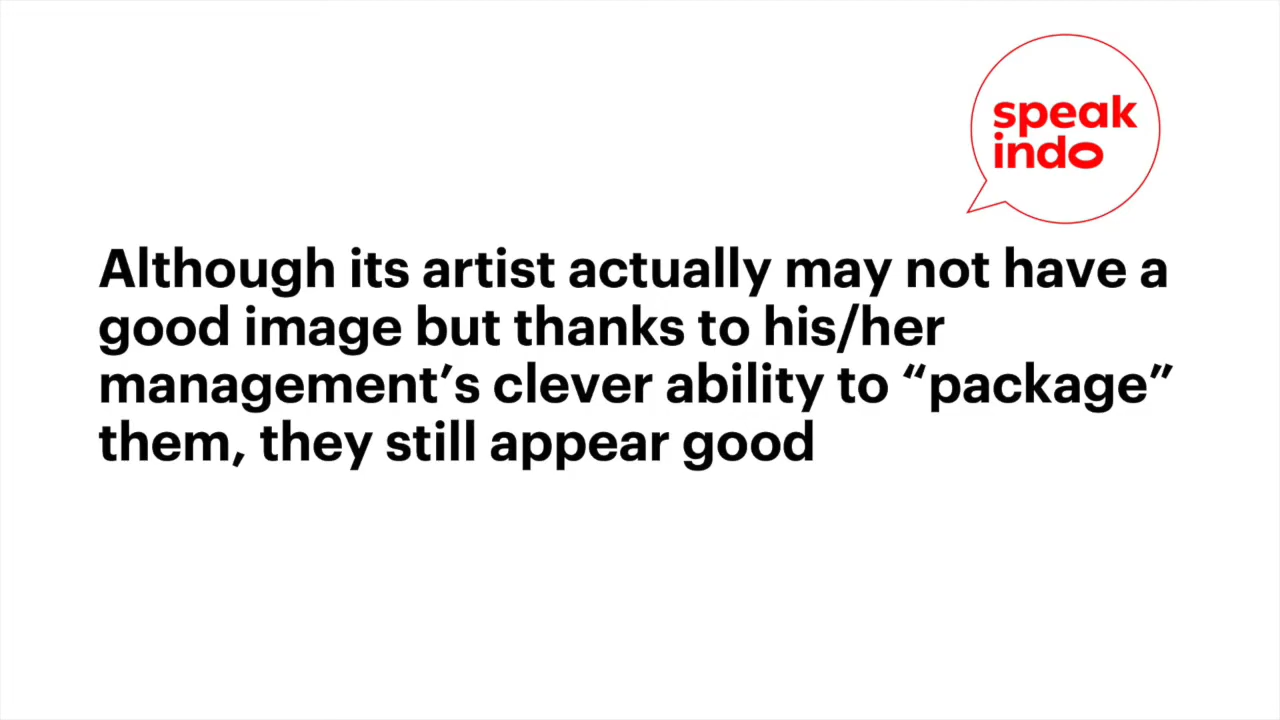 speak
indo
Although its artist actually may not have a
good image but thanks to his/her
management’s clever ability to “package”
them, they still appear good